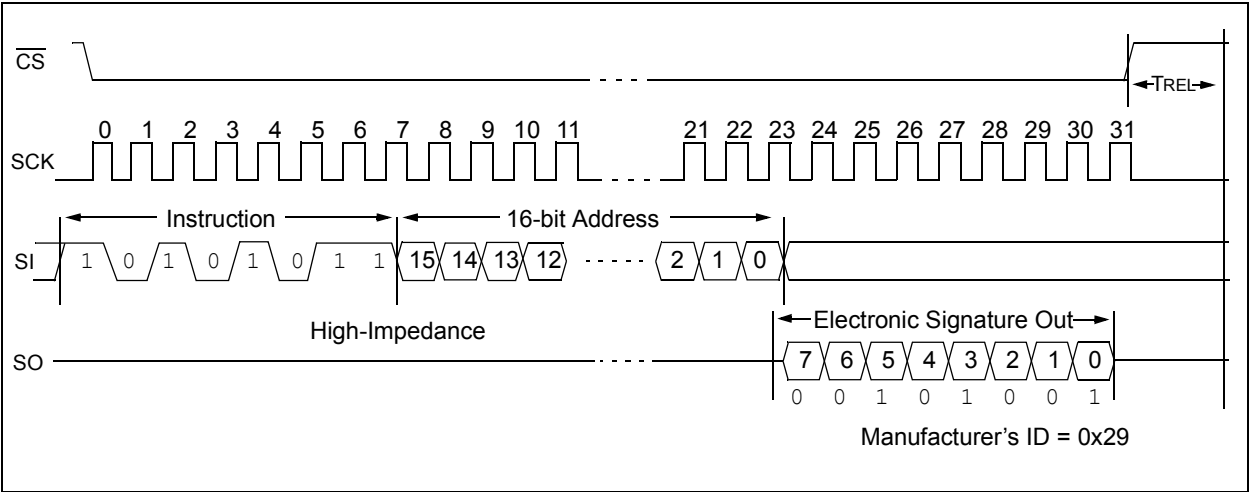 CS
TREL
0 1 2 3 4 5 6 7 8 9 10 11 21 22 23 24 25 26 27 28 29 30 31
SCK
Instruction 16-bit Address
SI 1 0 1 0 1 0 1 1 15 14 13 12 2 1 0
High-Impedance Electronic Signature Out
SO 7 6 5 4 3 2 1 0
0 0 1 0 1 0 0 1
Manufacturer’s ID = 0x29